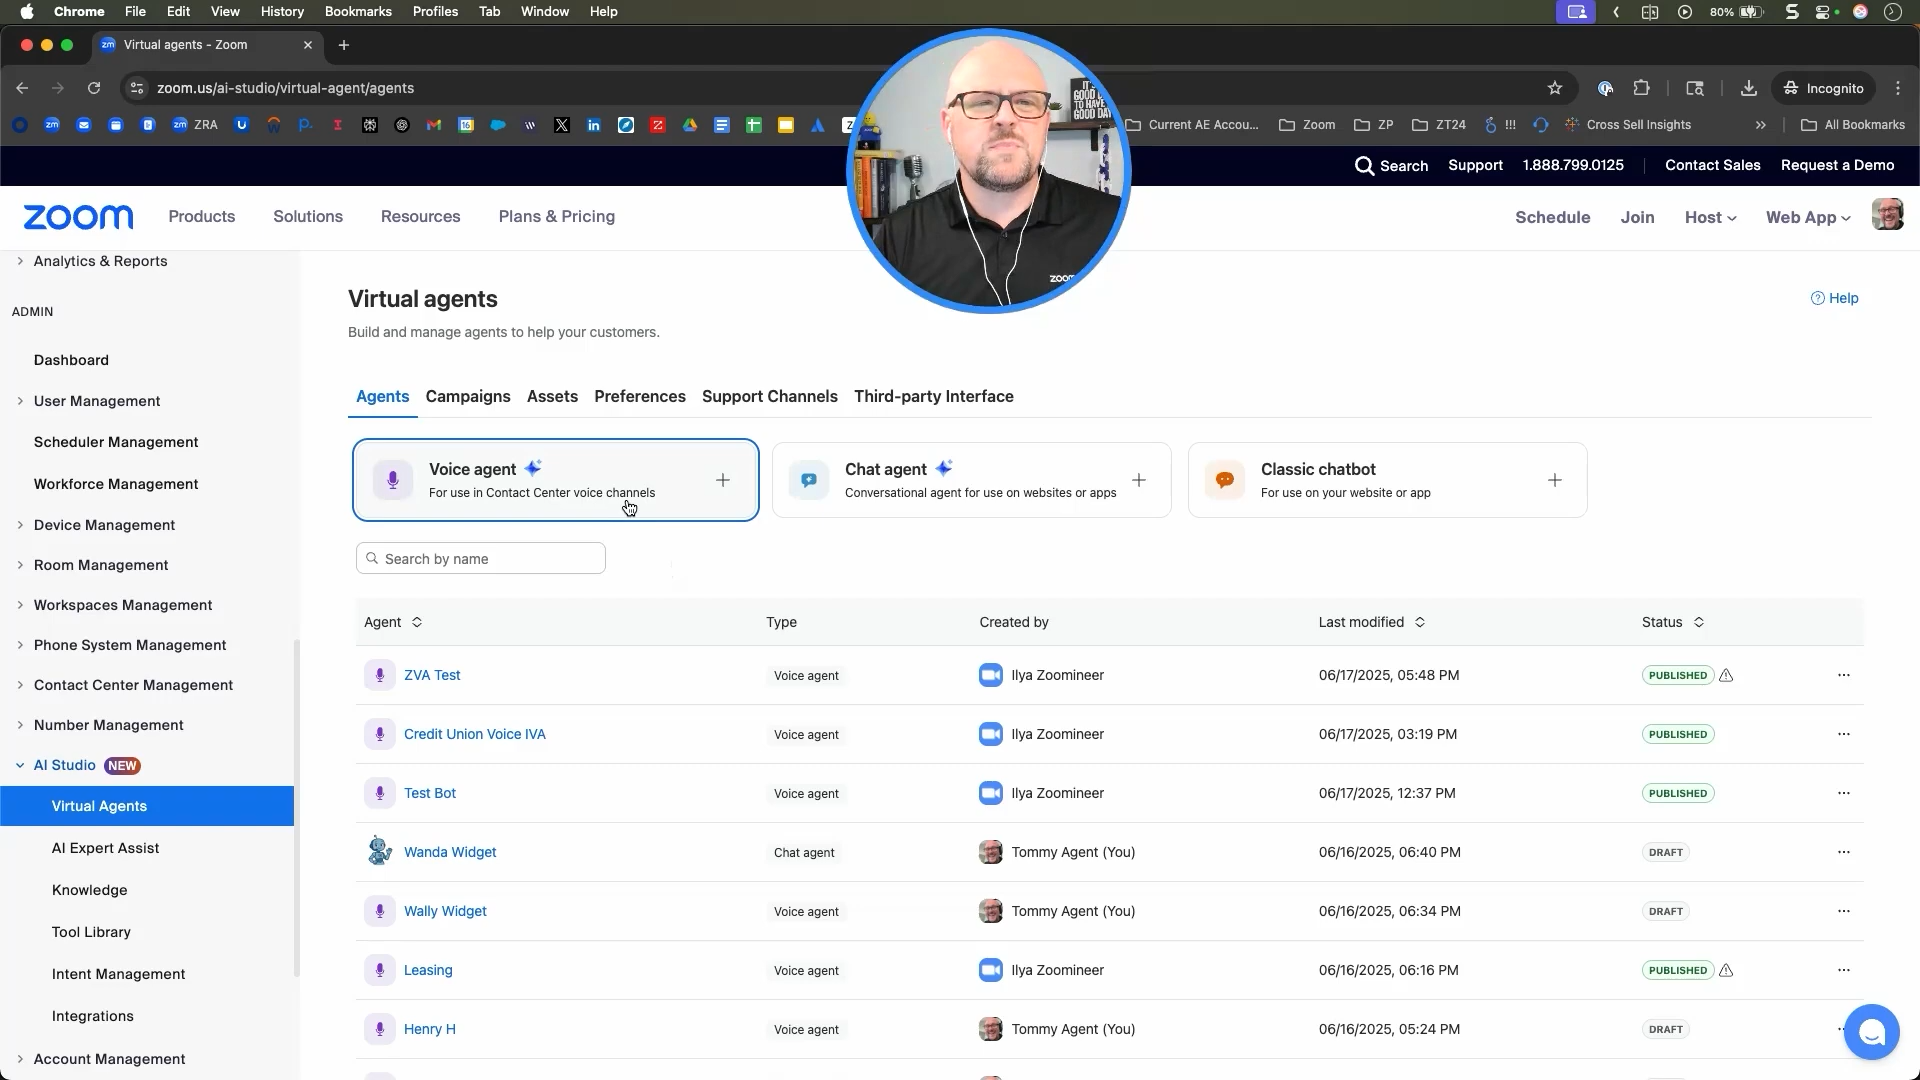 Chrome File Edit View History Bookmarks Profiles Tab Window Help
80%
Virtual agents - Zoom
zoom.us/ai-studio/virtual-agent/agents
Incognito
ZRA
Current AE Accou...
Zoom
ZP
ZT24
!!!
Cross Sell Insights
All Bookmarks
Search
Support
1.888.799.0125
Contact Sales
Request a Demo
zoom
Products
Solutions
Resources
Plans & Pricing
Schedule
Join
Host
Web App
GOOD DAY
TO HAVE
GOOD DAY
zoom
Analytics & Reports
ADMIN
Dashboard
User Management
Scheduler Management
Workforce Management
Device Management
Room Management
Workspaces Management
Phone System Management
Contact Center Management
Number Management
AI Studio NEW
Virtual Agents
AI Expert Assist
Knowledge
Tool Library
Intent Management
Integrations
Account Management
Virtual agents
Help
Build and manage agents to help your customers.
Agents Campaigns Assets Preferences Support Channels Third-party Interface
Voice agent
For use in Contact Center voice channels
Chat agent
Conversational agent for use on websites or apps
Classic chatbot
For use on your website or app
Search by name
Agent Type Created by Last modified Status
ZVA Test Voice agent Ilya Zoomineer 06/17/2025, 05:48 PM PUBLISHED
Credit Union Voice IVA Voice agent Ilya Zoomineer 06/17/2025, 03:19 PM PUBLISHED
Test Bot Voice agent Ilya Zoomineer 06/17/2025, 12:37 PM PUBLISHED
Wanda Widget Chat agent Tommy Agent (You) 06/16/2025, 06:40 PM DRAFT
Wally Widget Voice agent Tommy Agent (You) 06/16/2025, 06:34 PM DRAFT
Leasing Voice agent Ilya Zoomineer 06/16/2025, 06:16 PM PUBLISHED
Henry H Voice agent Tommy Agent (You) 06/16/2025, 05:24 PM DRAFT